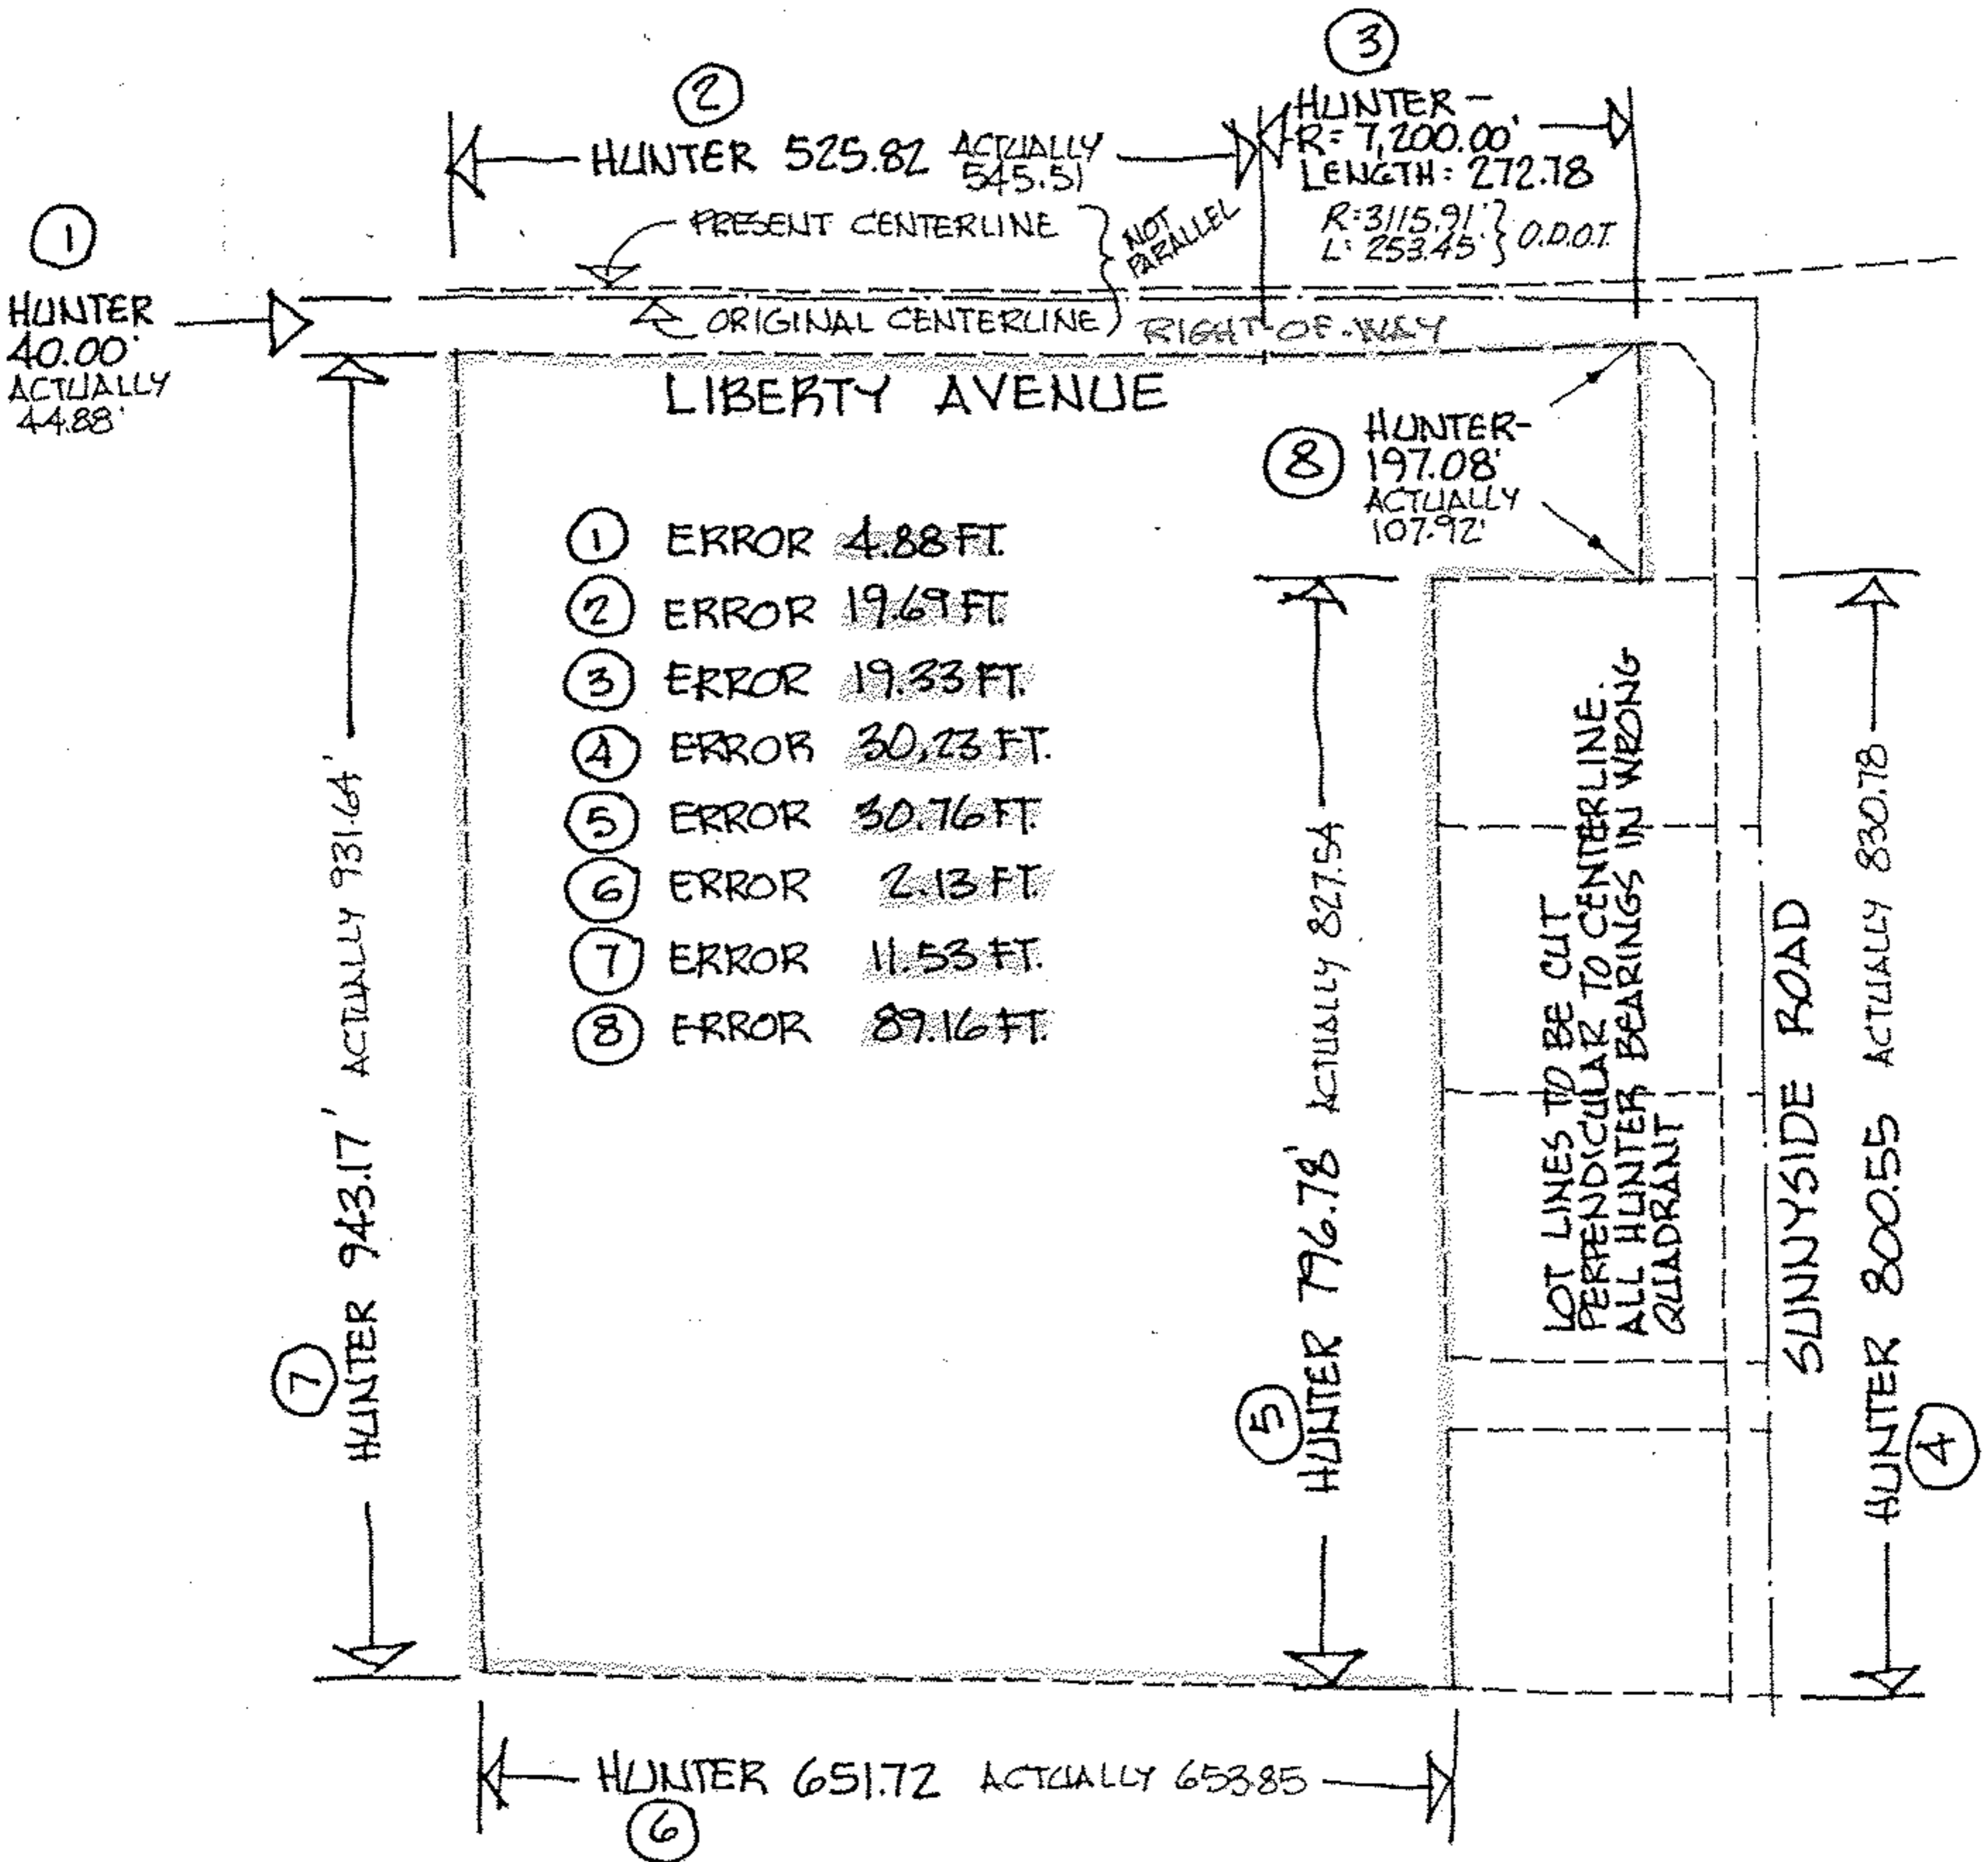 ①
HUNTER
40.00'
ACTUALLY
44.88'
②
HUNTER 525.82 ACTUALLY
545.51
③
HUNTER -
R= 7,200.00'
LENGTH: 272.78
R: 3115.91'
L: 253.45'
O.D.O.T.
PRESENT CENTERLINE
NOT
PARALLEL
ORIGINAL CENTERLINE
RIGHT-OF-WAY
LIBERTY AVENUE
⑧
HUNTER-
197.08'
ACTUALLY
107.92'
① ERROR 4.88 FT.
② ERROR 19.69 FT.
③ ERROR 19.33 FT.
④ ERROR 30.23 FT.
⑤ ERROR 30.76 FT.
⑥ ERROR 2.13 FT.
⑦ ERROR 11.53 FT.
⑧ ERROR 89.16 FT.
⑦ HUNTER 943.17' ACTUALLY 931.64'
⑤ HUNTER 796.78' ACTUALLY 827.54
LOT LINES TO BE CUT
PERPENDICULAR TO CENTERLINE.
ALL HUNTER BEARINGS IN WRONG
QUADRANT
SUNNYSIDE ROAD
HUNTER 800.55 ACTUALLY 830.78
④
HUNTER 651.72 ACTUALLY 653.85
⑥